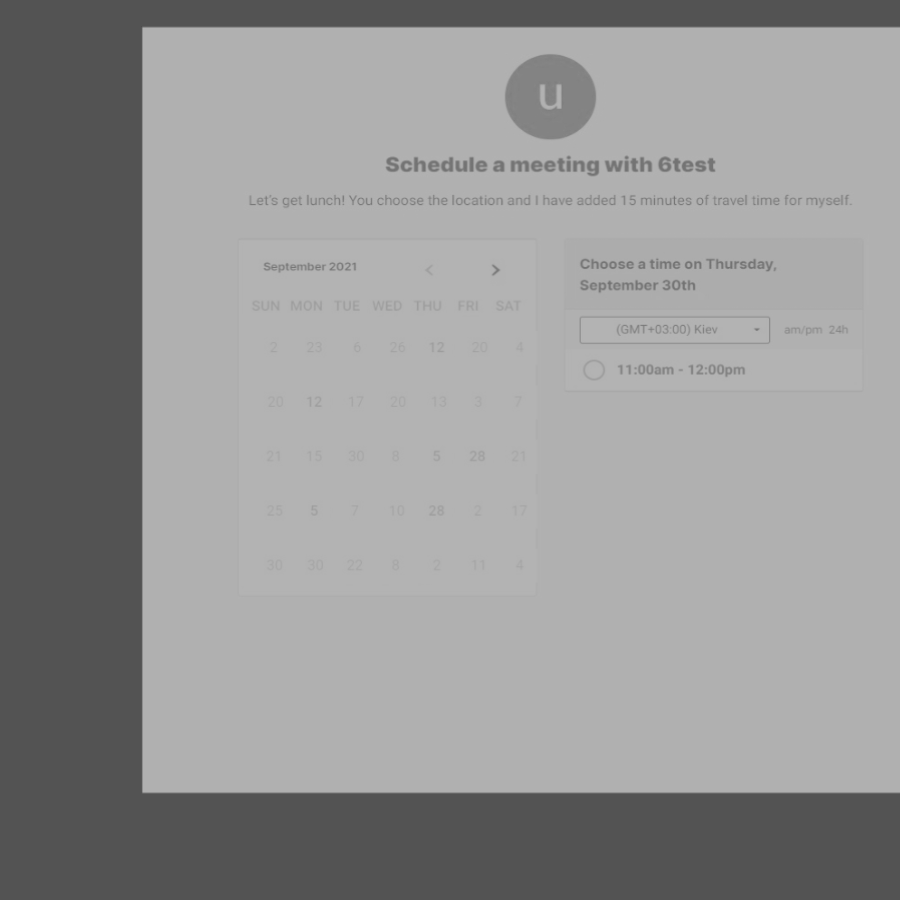 u
Schedule a meeting with 6test
Let's get lunch! You choose the location and I have added 15 minutes of travel time for myself.
September 2021
SUN MON TUE WED THU FRI SAT
2 23 6 26 12 20 4
20 12 17 20 13 3 7
21 15 30 8 5 28 21
25 5 7 10 28 2 17
30 30 22 8 2 11 4
Choose a time on Thursday,
September 30th
(GMT+03:00) Kiev am/pm 24h
11:00am - 12:00pm